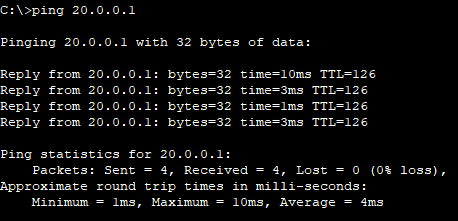 C:\>ping 20.0.0.1
Pinging 20.0.0.1 with 32 bytes of data:
Reply from 20.0.0.1: bytes=32 time=10ms TTL=126
Reply from 20.0.0.1: bytes=32 time=3ms TTL=126
Reply from 20.0.0.1: bytes=32 time=1ms TTL=126
Reply from 20.0.0.1: bytes=32 time=3ms TTL=126
Ping statistics for 20.0.0.1:
    Packets: Sent = 4, Received = 4, Lost = 0 (0% loss),
Approximate round trip times in milli-seconds:
    Minimum = 1ms, Maximum = 10ms, Average = 4ms